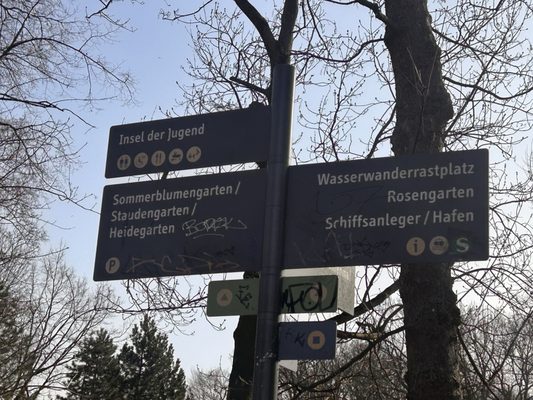 Insel der Jugend
Sommerblumengarten/
Staudengarten/
Heidegarten
P
Wasserwanderrastplatz
Rosengarten
Schiffsanleger/Hafen
i
S